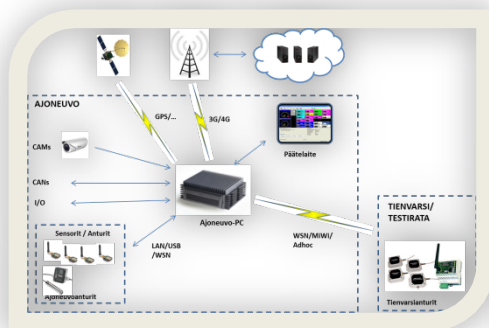 AJONEUVO
GPS/...
3G/4G
CAMs
CANs
I/O
Päätelaite
Ajoneuvo-PC
Sensorit / Anturit
Ajoneuvoanturit
LAN/USB
/WSN
WSN/MiWi/
Adhoc
TIENVARSI/
TESTIRATA
Tienvarsianturit